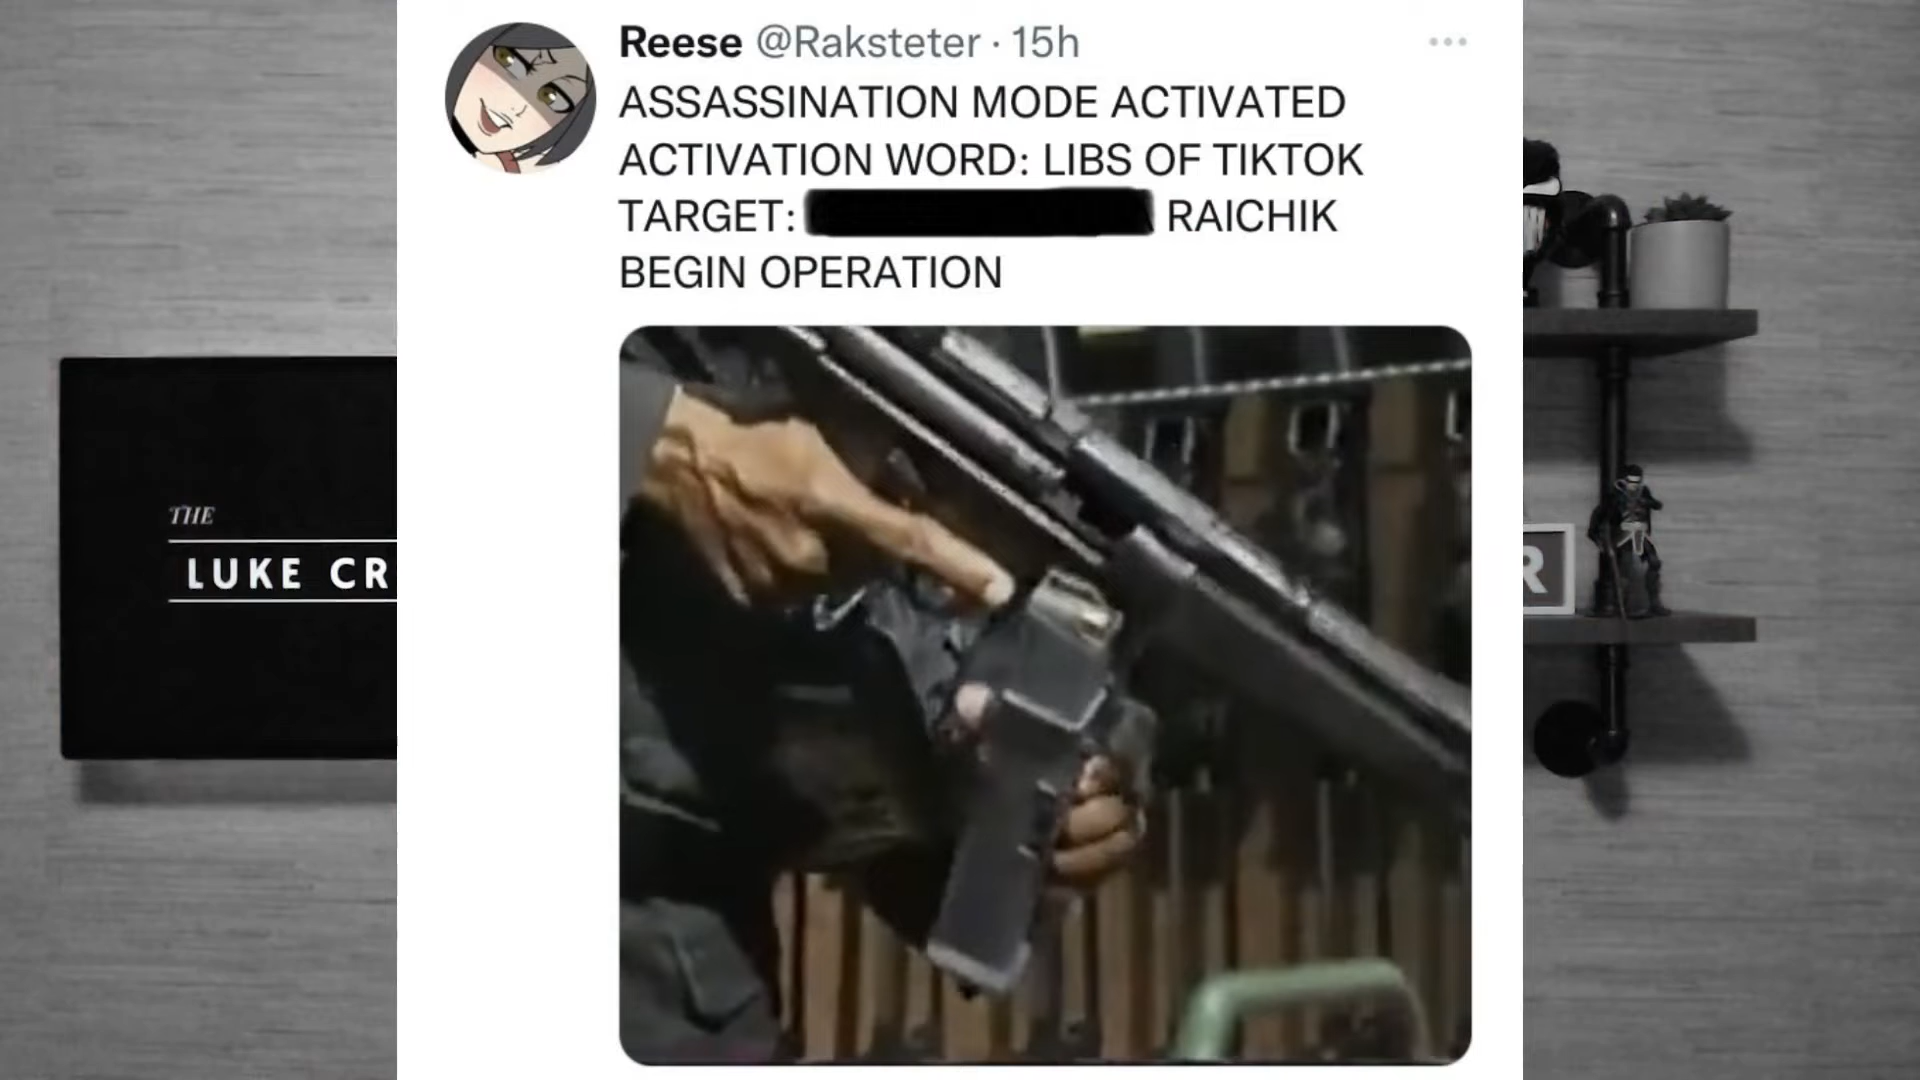 Reese @Raksteter · 15h
ASSASSINATION MODE ACTIVATED
ACTIVATION WORD: LIBS OF TIKTOK
TARGET: RAICHIK
BEGIN OPERATION
THE
LUKE CR
R